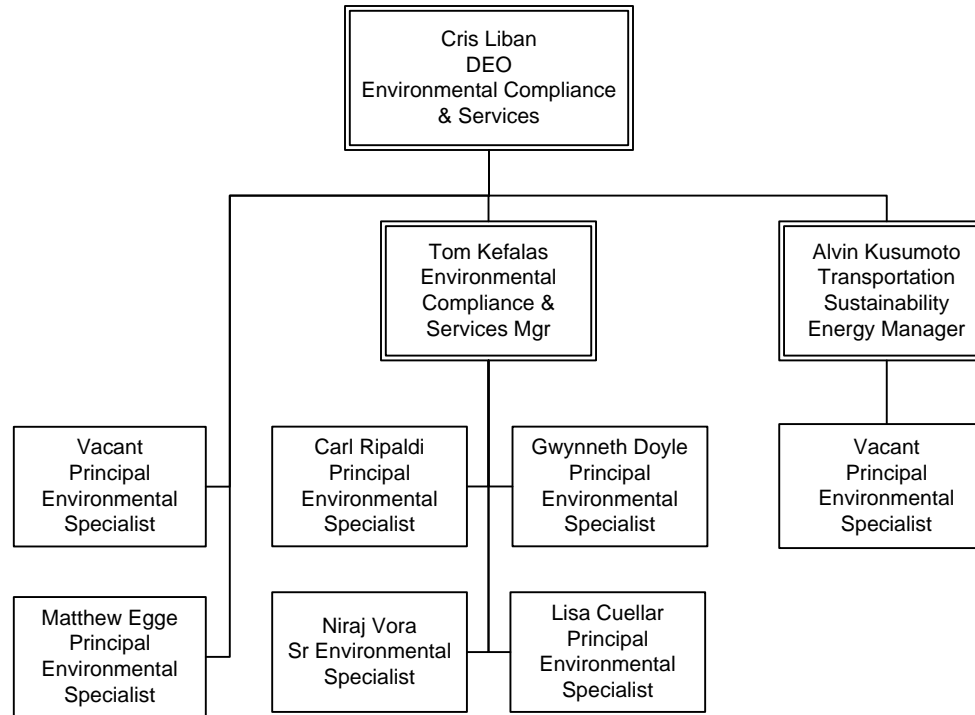 Cris Liban
DEO
Environmental Compliance
& Services
Tom Kefalas
Environmental
Compliance &
Services Mgr
Alvin Kusumoto
Transportation
Sustainability
Energy Manager
Vacant
Principal
Environmental
Specialist
Carl Ripaldi
Principal
Environmental
Specialist
Gwynneth Doyle
Principal
Environmental
Specialist
Vacant
Principal
Environmental
Specialist
Matthew Egge
Principal
Environmental
Specialist
Niraj Vora
Sr Environmental
Specialist
Lisa Cuellar
Principal
Environmental
Specialist